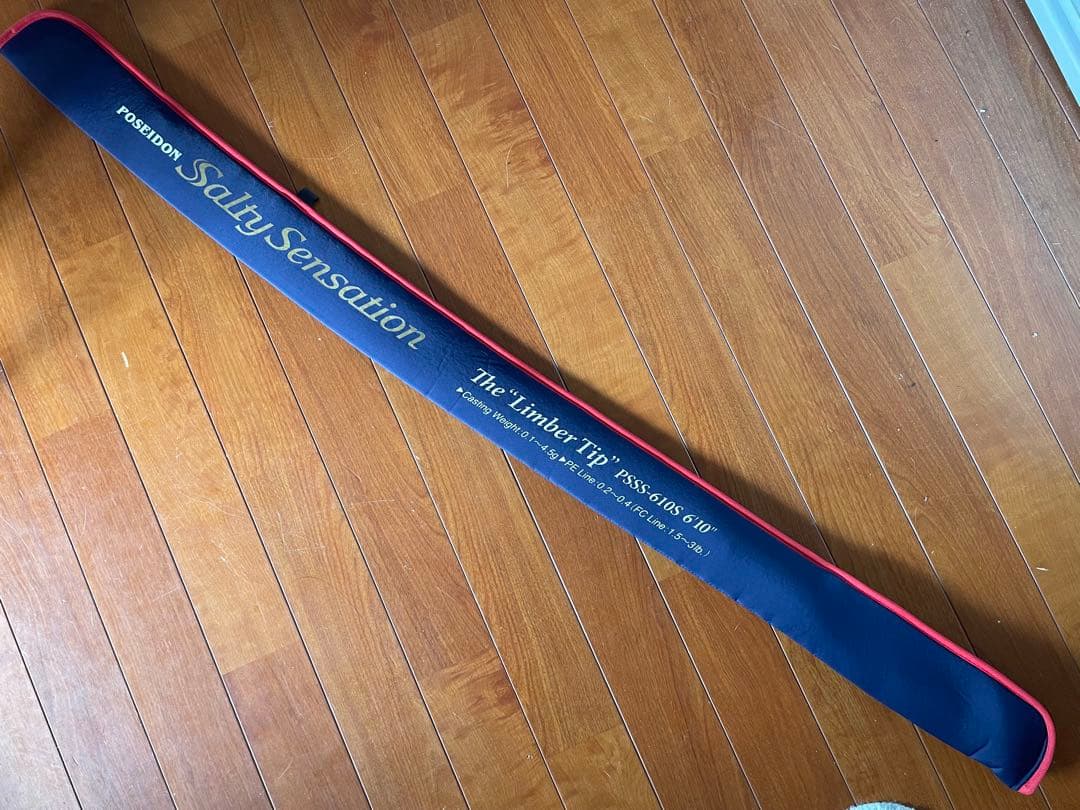 POSEIDON
Salty Sensation
The “Limber Tip” PSSS-610S 6'10"
▶Casting Weight:0.1～4.5g ▶PE Line:0.2～0.4 (FC Line:1.5～3lb.)